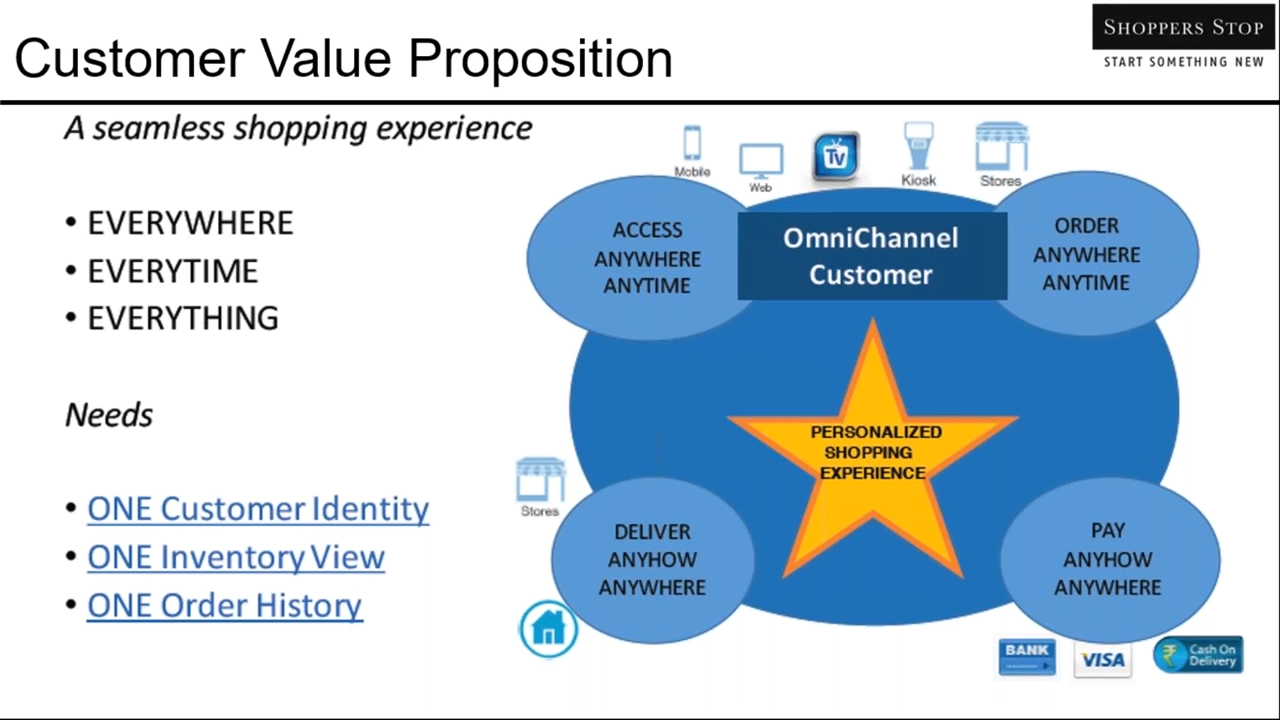 Customer Value Proposition
SHOPPERS STOP
START SOMETHING NEW
A seamless shopping experience
• EVERYWHERE
• EVERYTIME
• EVERYTHING
Needs
• ONE Customer Identity
• ONE Inventory View
• ONE Order History
Mobile
Web
Tv
Kiosk
Stores
ACCESS
ANYWHERE
ANYTIME
OmniChannel
Customer
ORDER
ANYWHERE
ANYTIME
PERSONALIZED
SHOPPING
EXPERIENCE
Stores
DELIVER
ANYHOW
ANYWHERE
PAY
ANYHOW
ANYWHERE
BANK
VISA
₹ Cash On
Delivery